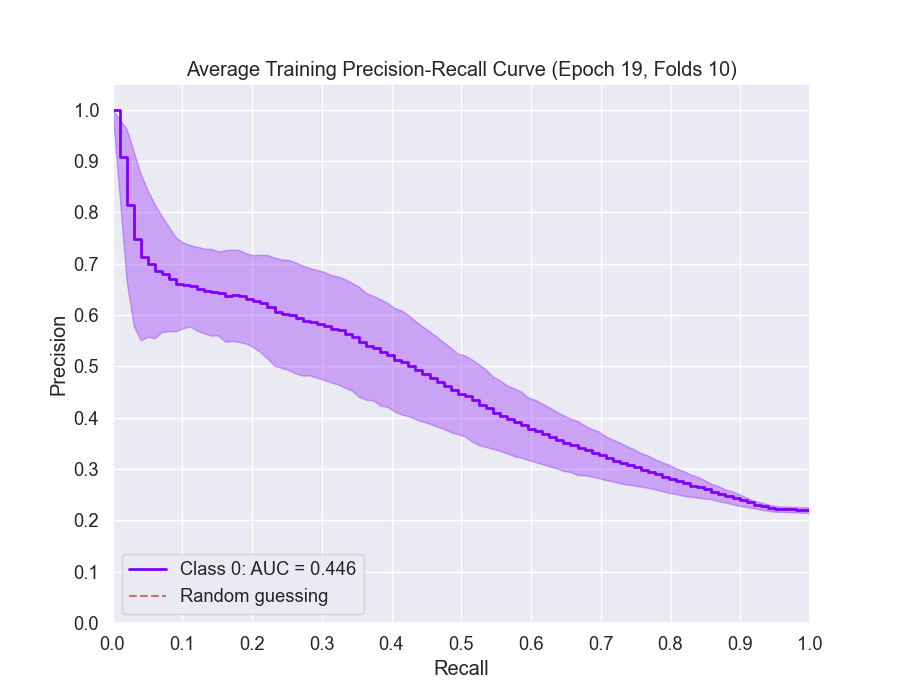 Average Training Precision-Recall Curve (Epoch 19, Folds 10)
Precision
1.0
0.9
0.8
0.7
0.6
0.5
0.4
0.3
0.2
0.1
0.0
Class 0: AUC = 0.446
Random guessing
0.0 0.1 0.2 0.3 0.4 0.5 0.6 0.7 0.8 0.9 1.0
Recall